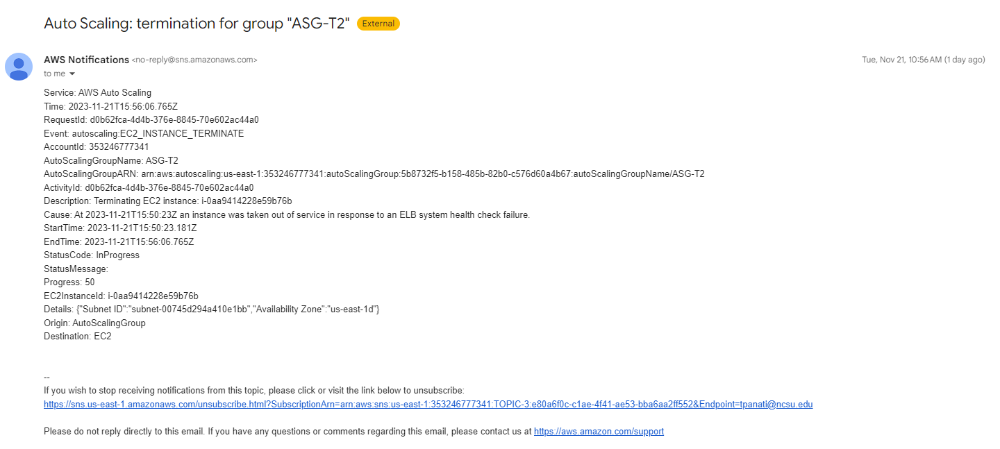 Auto Scaling: termination for group "ASG-T2" External
AWS Notifications <no-reply@sns.amazonaws.com> Tue, Nov 21, 10:56 AM (1 day ago)
to me
Service: AWS Auto Scaling
Time: 2023-11-21T15:56:06.765Z
RequestId: d0b62fca-4d4b-376e-8845-70e602ac44a0
Event: autoscaling:EC2_INSTANCE_TERMINATE
AccountId: 353246777341
AutoScalingGroupName: ASG-T2
AutoScalingGroupARN: arn:aws:autoscaling:us-east-1:353246777341:autoScalingGroup:5b8732f5-b158-485b-82b0-c576d60a4b67:autoScalingGroupName/ASG-T2
ActivityId: d0b62fca-4d4b-376e-8845-70e602ac44a0
Description: Terminating EC2 instance: i-0aa9414228e59b76b
Cause: At 2023-11-21T15:50:23Z an instance was taken out of service in response to an ELB system health check failure.
StartTime: 2023-11-21T15:50:23.181Z
EndTime: 2023-11-21T15:56:06.765Z
StatusCode: InProgress
StatusMessage:
Progress: 50
EC2InstanceId: i-0aa9414228e59b76b
Details: {"Subnet ID":"subnet-00745d294a410e1bb","Availability Zone":"us-east-1d"}
Origin: AutoScalingGroup
Destination: EC2
--
If you wish to stop receiving notifications from this topic, please click or visit the link below to unsubscribe:
https://sns.us-east-1.amazonaws.com/unsubscribe.html?SubscriptionArn=arn:aws:sns:us-east-1:353246777341:TOPIC-3:e80a6f0c-c1ae-4f41-ae53-bba6aa2ff552&Endpoint=tpanati@ncsu.edu
Please do not reply directly to this email. If you have any questions or comments regarding this email, please contact us at https://aws.amazon.com/support